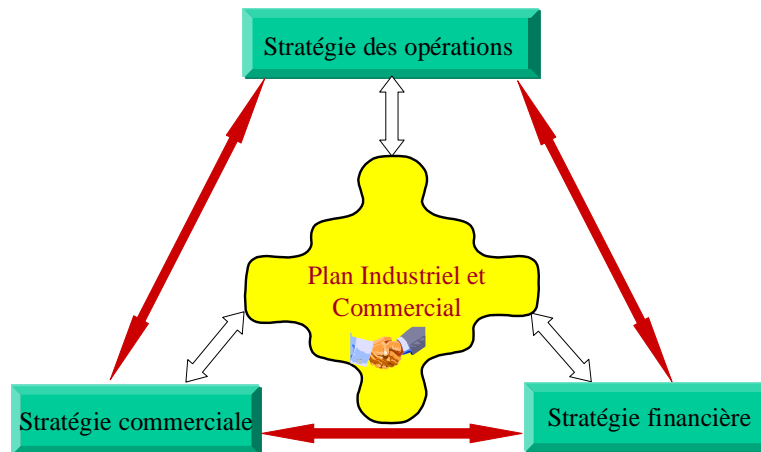 Stratégie des opérations
Plan Industriel et
Commercial
Stratégie commerciale
Stratégie financière